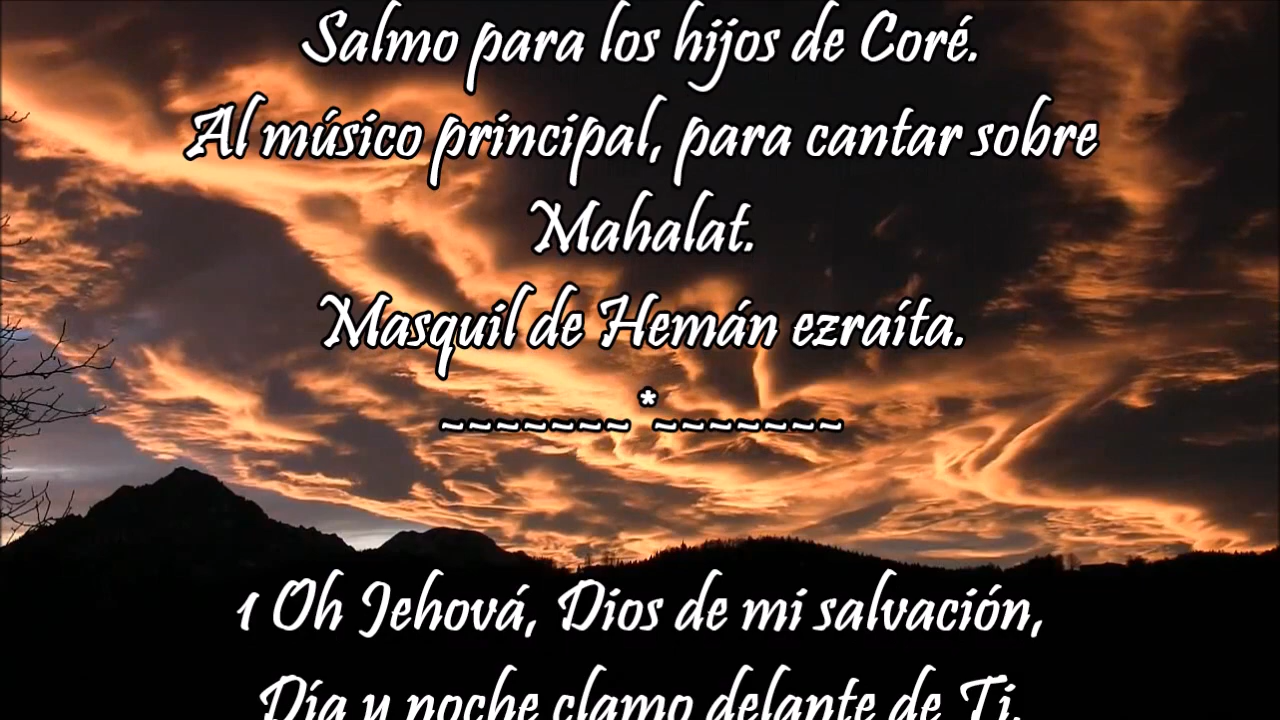 Salmo para los hijos de Coré.
Al músico principal, para cantar sobre
Mahalat.
Masquil de Hemán ezraíta.
~~~~~~~ * ~~~~~~~
1 Oh Jehová, Dios de mi salvación,
Día y noche clamo delante de Ti.